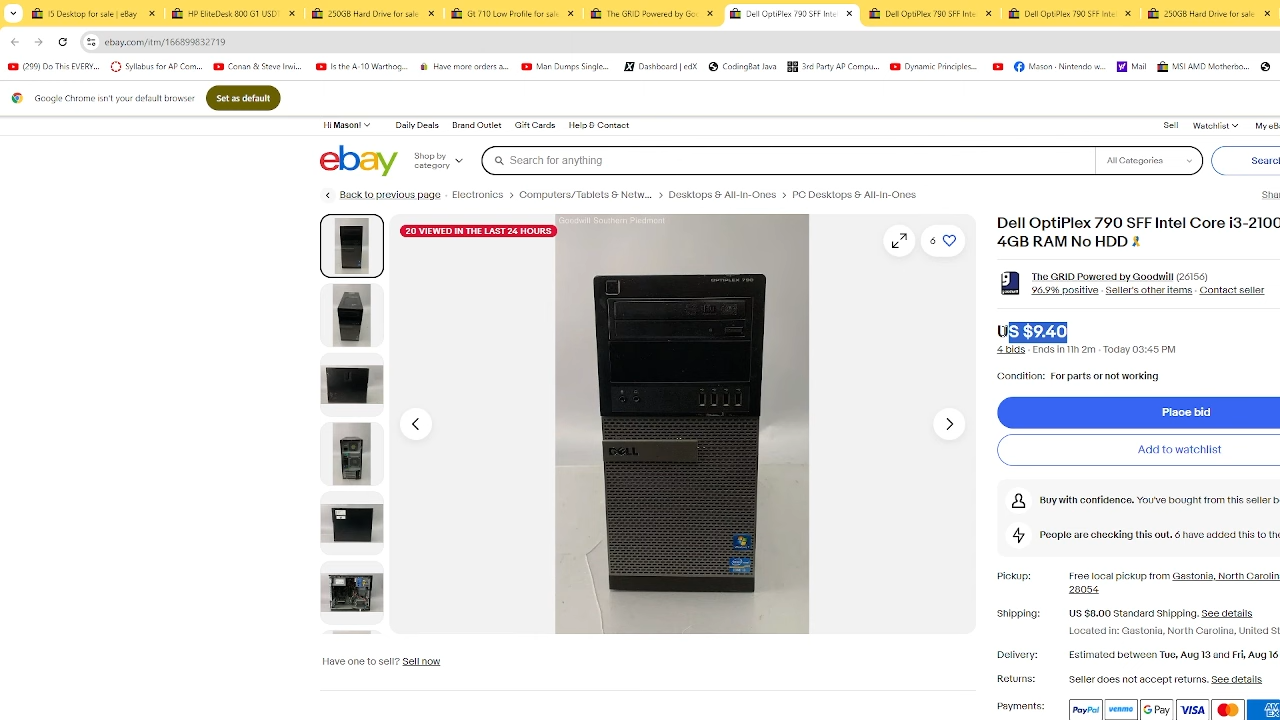 I5 Desktop for sale | eBay
HP EliteDesk 800 G1 USDT
250GB Hard Drive for sale
Gt 710 Low Profile for sale
The GRID Powered by Go
Dell OptiPlex 790 SFF Intel
Dell OptiPlex 790 SFF Inte
Dell OptiPlex 790 SFF Inte
250GB Hard Drive for sale
ebay.com/itm/166899832719
(299) Do This EVERY...
Syllabus for AP Com...
Conan & Steve Irwi...
Is the A-10 Warthog...
Have more orders a...
Man Dumps Single...
Dashboard | edX
CodingBat Java
3rd Party AP Compu...
Dynamic Principles...
Mason - Nintendo w...
Mail
MSI AMD Motherbo...
Google Chrome isn't your default browser
Set as default
Hi Mason!
Daily Deals
Brand Outlet
Gift Cards
Help & Contact
Sell
Watchlist
My eB
ebay
Shop by
category
Search for anything
All Categories
Search
Back to previous page
Electronics
Computers/Tablets & Netw...
Desktops & All-In-Ones
PC Desktops & All-In-Ones
Sha
20 VIEWED IN THE LAST 24 HOURS
Goodwill Southern Piedmont
6
OPTIPLEX 790
DELL
Dell OptiPlex 790 SFF Intel Core i3-2100
4GB RAM No HDD
The GRID Powered by Goodwill (156)
96.9% positive · Seller's other items · Contact seller
US $9.40
4 bids · Ends in 11h 2m · Today 03:45 PM
Condition: For parts or not working
Place bid
Add to watchlist
Buy with confidence. You've bought from this seller b
People are checking this out. 6 have added this to the
Pickup: Free local pickup from Gastonia, North Carolin
28054
Shipping: US $8.00 Standard Shipping. See details
Located in: Gastonia, North Carolina, United St
Delivery: Estimated between Tue, Aug 13 and Fri, Aug 16
Returns: Seller does not accept returns. See details
Payments: PayPal venmo G Pay VISA
Have one to sell? Sell now